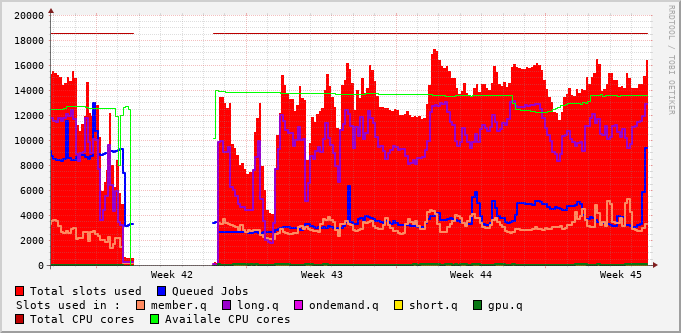 RRDTOOL / TOBI OETIKER
20000
18000
16000
14000
12000
10000
8000
6000
4000
2000
0
Week 42 Week 43 Week 44 Week 45
Total slots used Queued Jobs
Slots used in : member.q long.q ondemand.q short.q gpu.q
Total CPU cores Availale CPU cores